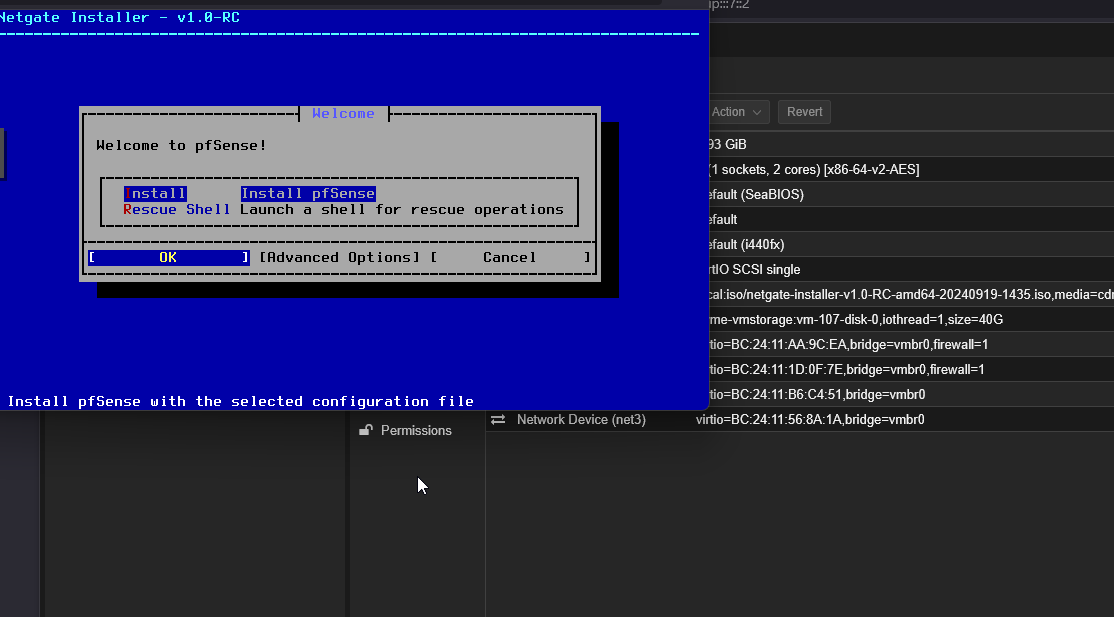 Netgate Installer - v1.0-RC
Welcome
Welcome to pfSense!
Install Install pfSense
Rescue Shell Launch a shell for rescue operations
[ OK ] [Advanced Options] [ Cancel ]
Install pfSense with the selected configuration file
Permissions
up:::7::2
Action Revert
93 GiB
(1 sockets, 2 cores) [x86-64-v2-AES]
efault (SeaBIOS)
efault
efault (i440fx)
rtIO SCSI single
cal:iso/netgate-installer-v1.0-RC-amd64-20240919-1435.iso,media=cdr
me-vmstorage:vm-107-disk-0,iothread=1,size=40G
rtio=BC:24:11:AA:9C:EA,bridge=vmbr0,firewall=1
rtio=BC:24:11:1D:0F:7E,bridge=vmbr0,firewall=1
rtio=BC:24:11:B6:C4:51,bridge=vmbr0
Network Device (net3) virtio=BC:24:11:56:8A:1A,bridge=vmbr0